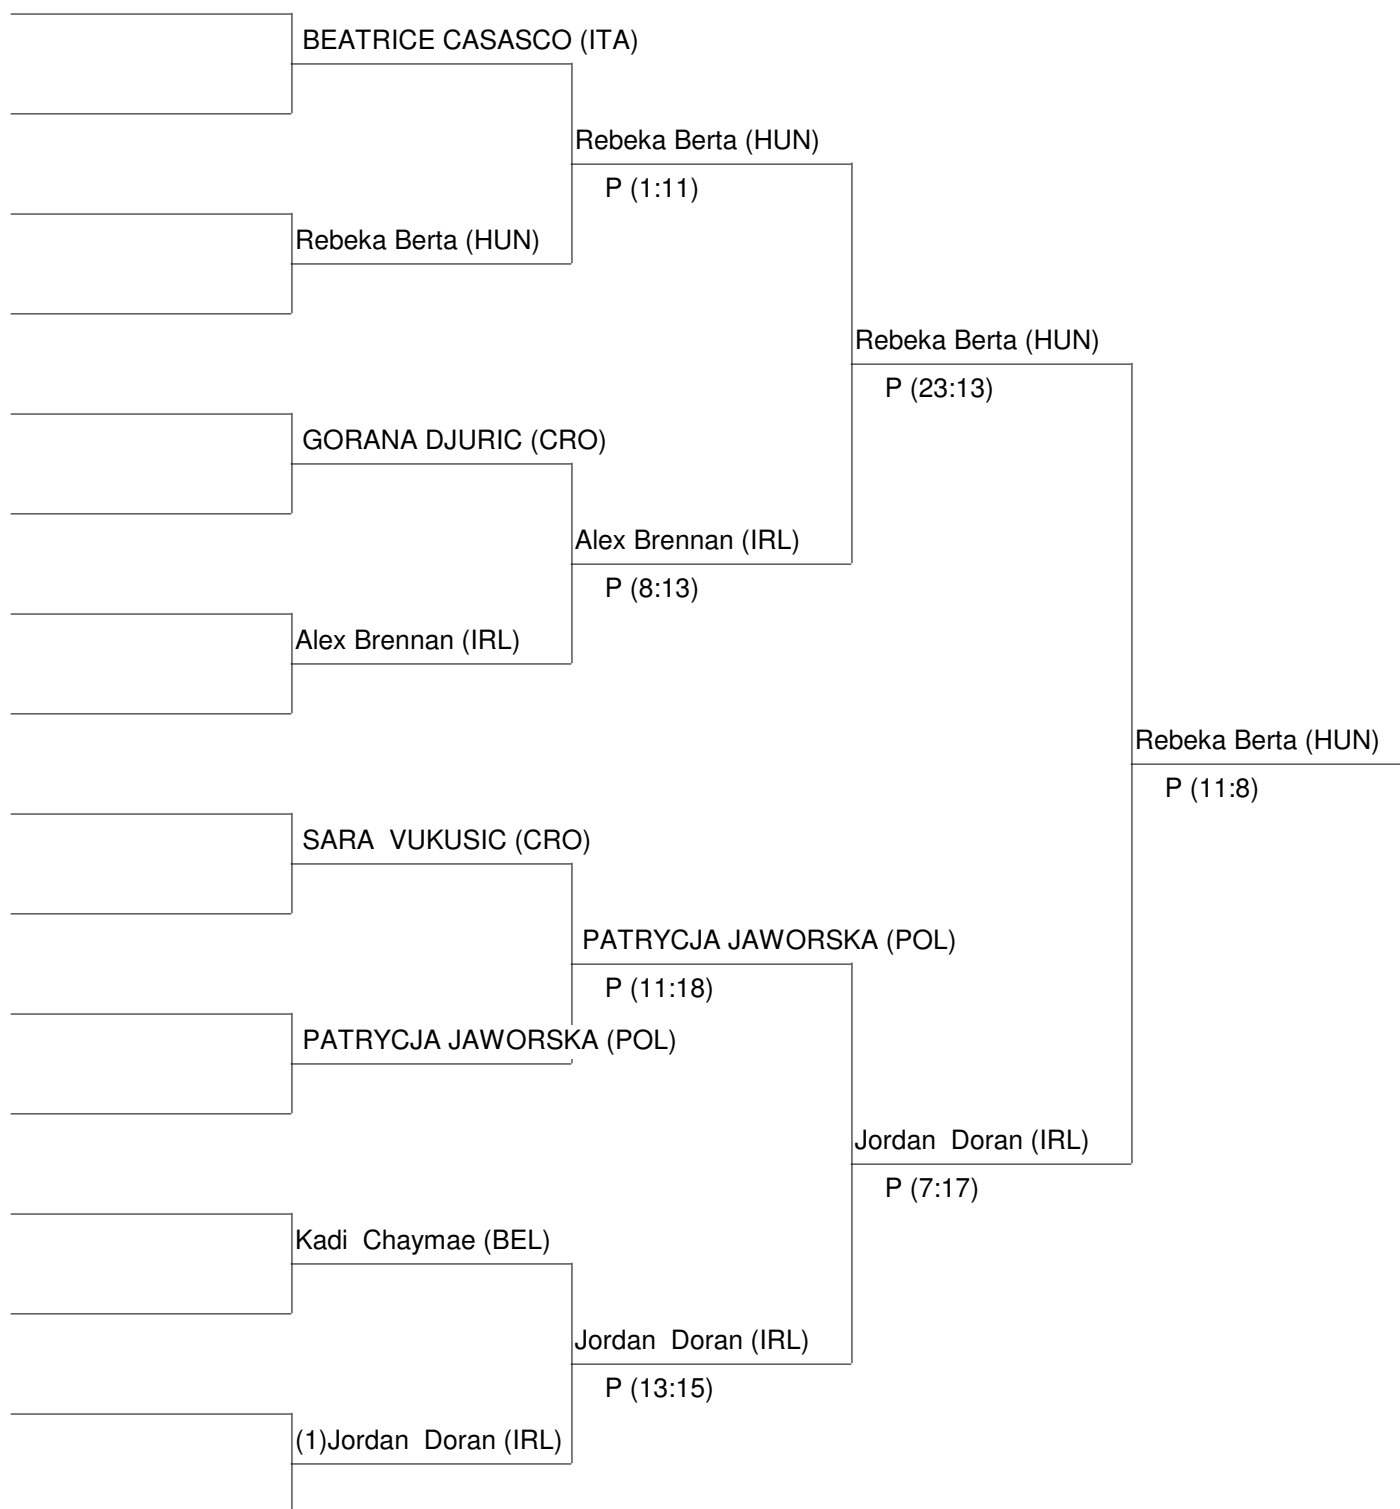 BEATRICE CASASCO (ITA)
Rebeka Berta (HUN)
P (1:11)
Rebeka Berta (HUN)
Rebeka Berta (HUN)
P (23:13)
GORANA DJURIC (CRO)
Alex Brennan (IRL)
P (8:13)
Alex Brennan (IRL)
Rebeka Berta (HUN)
P (11:8)
SARA  VUKUSIC (CRO)
PATRYCJA JAWORSKA (POL)
P (11:18)
PATRYCJA JAWORSKA (POL)
Jordan  Doran (IRL)
P (7:17)
Kadi  Chaymae (BEL)
Jordan  Doran (IRL)
P (13:15)
(1)Jordan  Doran (IRL)